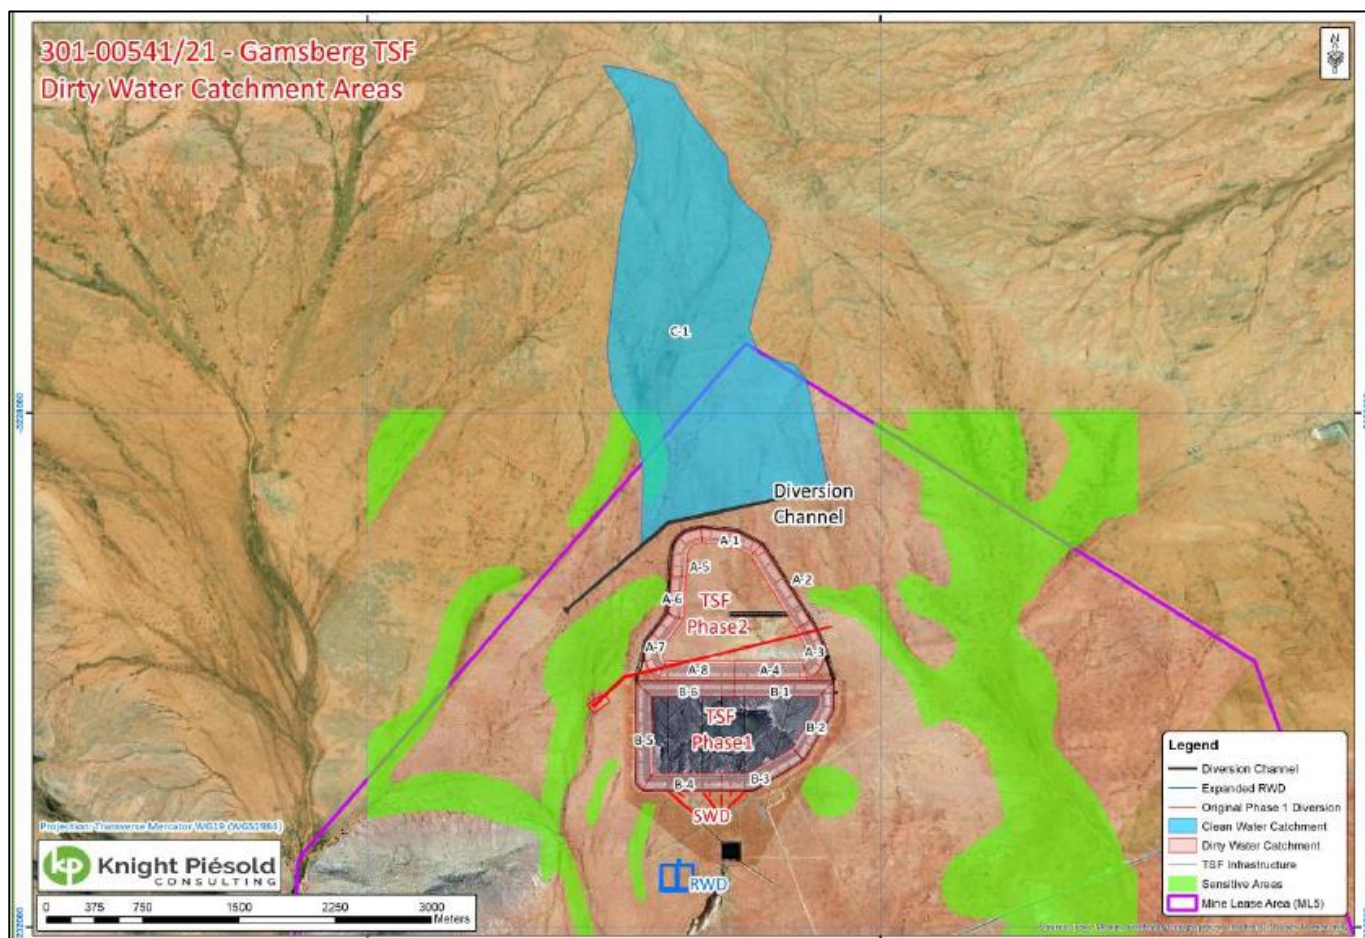 301-00541/21 - Gamsberg TSF
Dirty Water Catchment Areas
N
C-1
Diversion
Channel
A-1
A-5
A-2
A-6
TSF
Phase2
A-7
A-3
A-8
A-4
B-6
B-1
TSF
Phase1
B-2
B-5
B-4
B-3
SWD
RWD
Projection: Transverse Mercator WG19 (WGS1984)
Knight Piésold
CONSULTING
0 375 750 1500 2250 3000
Meters
Legend
Diversion Channel
Expanded RWD
Original Phase 1 Diversion
Clean Water Catchment
Dirty Water Catchment
TSF Infrastructure
Sensitive Areas
Mine Lease Area (ML5)